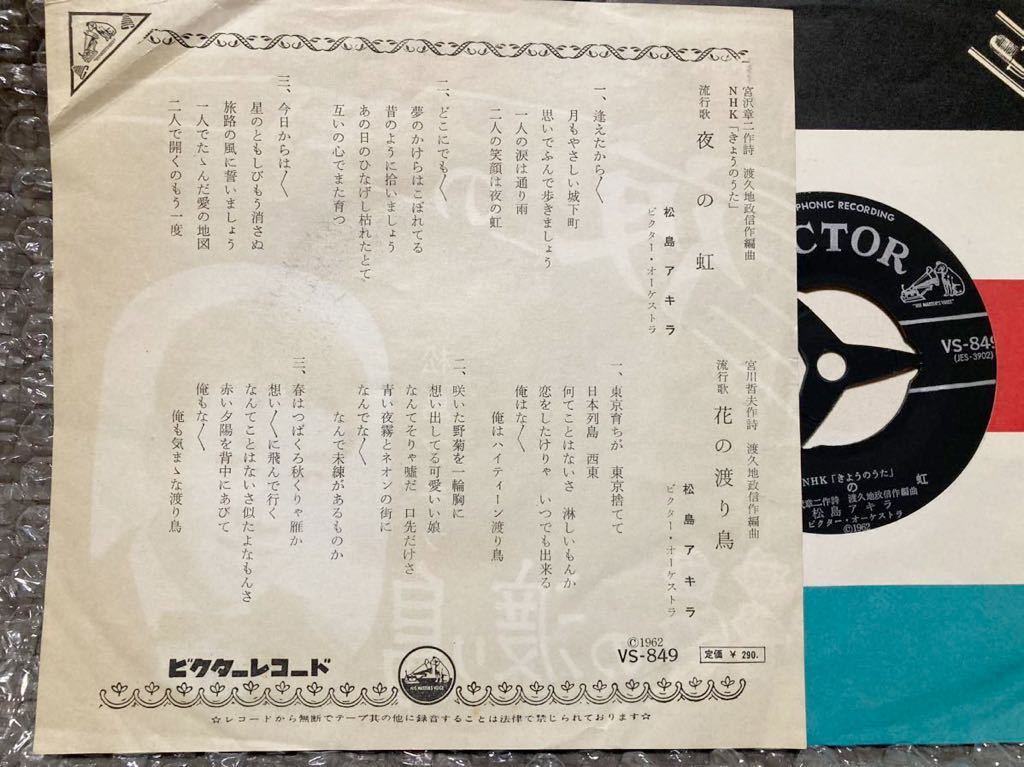 宮沢章二作詩　渡久地政信作編曲
NHK「きょうのうた」
流行歌　夜の虹
松島アキラ
ビクター・オーケストラ
一、逢えたから〱
月もやさしい城下町
思いでふんで歩きましょう
一人の涙は通り雨
二人の笑顔は夜の虹
二、どこにでも〱
夢のかけらはこぼれてる
昔のように拾いましょう
あの日のひなげし枯れたとて
互いの心でまた育つ
三、今日からは〱
星のともしびもう消さぬ
旅路の風に誓いましょう
一人でたゝんだ愛の地図
二人で開くのもう一度
宮川哲夫作詩　渡久地政信作編曲
流行歌　花の渡り鳥
松島アキラ
ビクター・オーケストラ
一、東京育ちが　東京捨てて
日本列島　西東
何てことはないさ　淋しいもんか
恋をしたけりゃ　いつでも出来る
俺はな〱
俺はハイティーン渡り鳥
二、咲いた野菊を一輪胸に
想い出してる可愛いい娘
なんてそりゃ嘘だ　口先だけさ
青い夜霧とネオンの街に
なんでな〱
なんで未練があるものか
三、春はつばくろ秋くりゃ雁か
想い〱に飛んで行く
なんてことはないさ似たよなもんさ
赤い夕陽を背中にあびて
俺もな〱
俺も気まゝな渡り鳥
ビクターレコード
HIS MASTER'S VOICE
©1962
VS-849
定価 ¥ 290.
☆レコードから無断でテープ其の他に録音することは法律で禁じられております☆
PHONIC RECORDING
CTOR
"HIS MASTER'S VOICE"
VS-849
(JES-3902)
NHK「きょうのうた」
の　虹
章二作詩　渡久地政信作編曲
松島アキラ
ビクター・オーケストラ
©1962